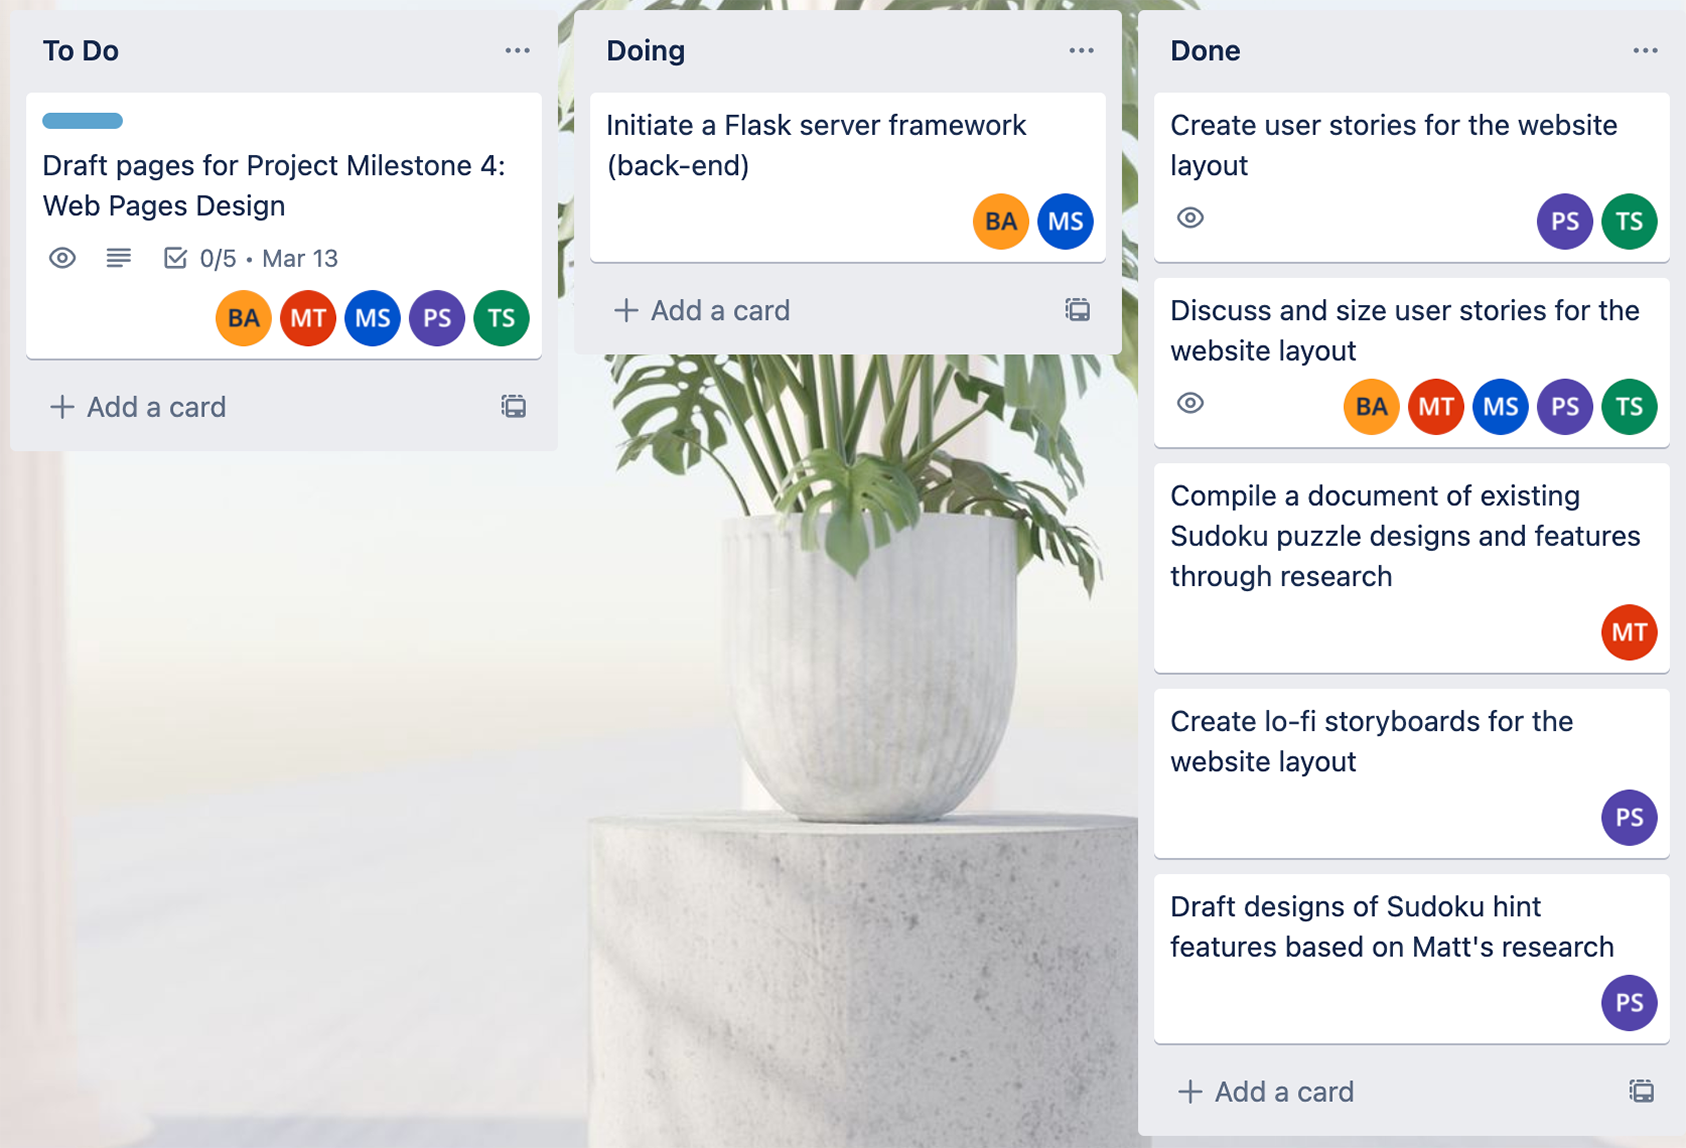 To Do
Draft pages for Project Milestone 4:
Web Pages Design
0/5 • Mar 13
BA MT MS PS TS
+ Add a card
Doing
Initiate a Flask server framework
(back-end)
BA MS
+ Add a card
Done
Create user stories for the website
layout
PS TS
Discuss and size user stories for the
website layout
BA MT MS PS TS
Compile a document of existing
Sudoku puzzle designs and features
through research
MT
Create lo-fi storyboards for the
website layout
PS
Draft designs of Sudoku hint
features based on Matt's research
PS
+ Add a card